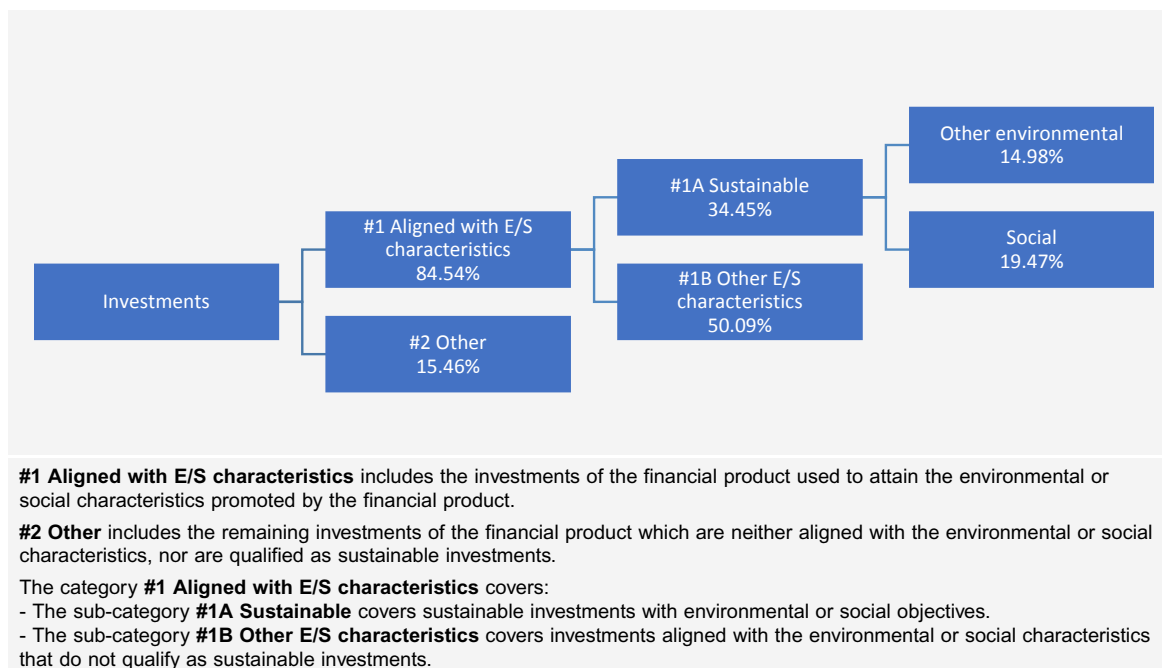 Investments
#1 Aligned with E/S
characteristics
84.54%
#2 Other
15.46%
#1A Sustainable
34.45%
#1B Other E/S
characteristics
50.09%
Other environmental
14.98%
Social
19.47%
#1 Aligned with E/S characteristics includes the investments of the financial product used to attain the environmental or
social characteristics promoted by the financial product.
#2 Other includes the remaining investments of the financial product which are neither aligned with the environmental or social
characteristics, nor are qualified as sustainable investments.
The category #1 Aligned with E/S characteristics covers:
- The sub-category #1A Sustainable covers sustainable investments with environmental or social objectives.
- The sub-category #1B Other E/S characteristics covers investments aligned with the environmental or social characteristics
that do not qualify as sustainable investments.